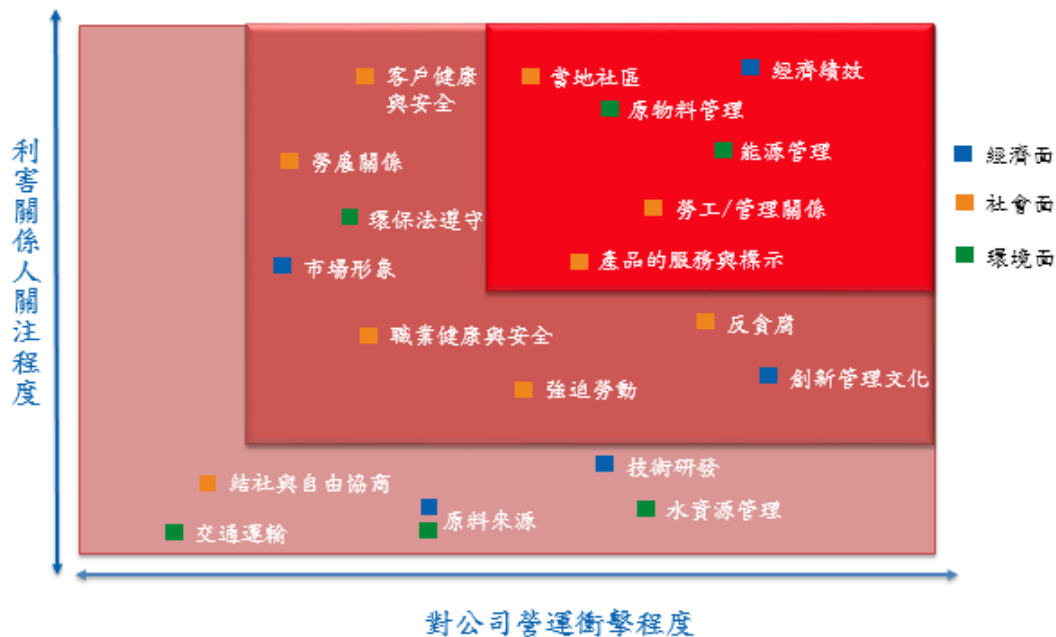 利害關係人關注程度
客戶健康
與安全
當地社區
經濟績效
原物料管理
能源管理
勞雇關係
環保法遵守
勞工/管理關係
市場形象
產品的服務與標示
職業健康與安全
反貪腐
強迫勞動
創新管理文化
技術研發
結社與自由協商
原料來源
水資源管理
交通運輸
經濟面
社會面
環境面
對公司營運衝擊程度